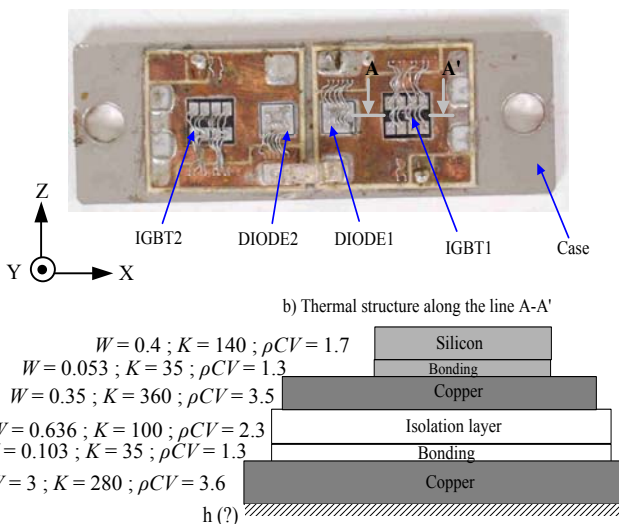 A A'
Z
Y X
IGBT2 DIODE2 DIODE1 IGBT1 Case
b) Thermal structure along the line A-A'
W = 0.4 ; K = 140 ; ρCV = 1.7 Silicon
W = 0.053 ; K = 35 ; ρCV = 1.3 Bonding
W = 0.35 ; K = 360 ; ρCV = 3.5 Copper
= 0.636 ; K = 100 ; ρCV = 2.3 Isolation layer
= 0.103 ; K = 35 ; ρCV = 1.3 Bonding
= 3 ; K = 280 ; ρCV = 3.6 Copper
h (?)